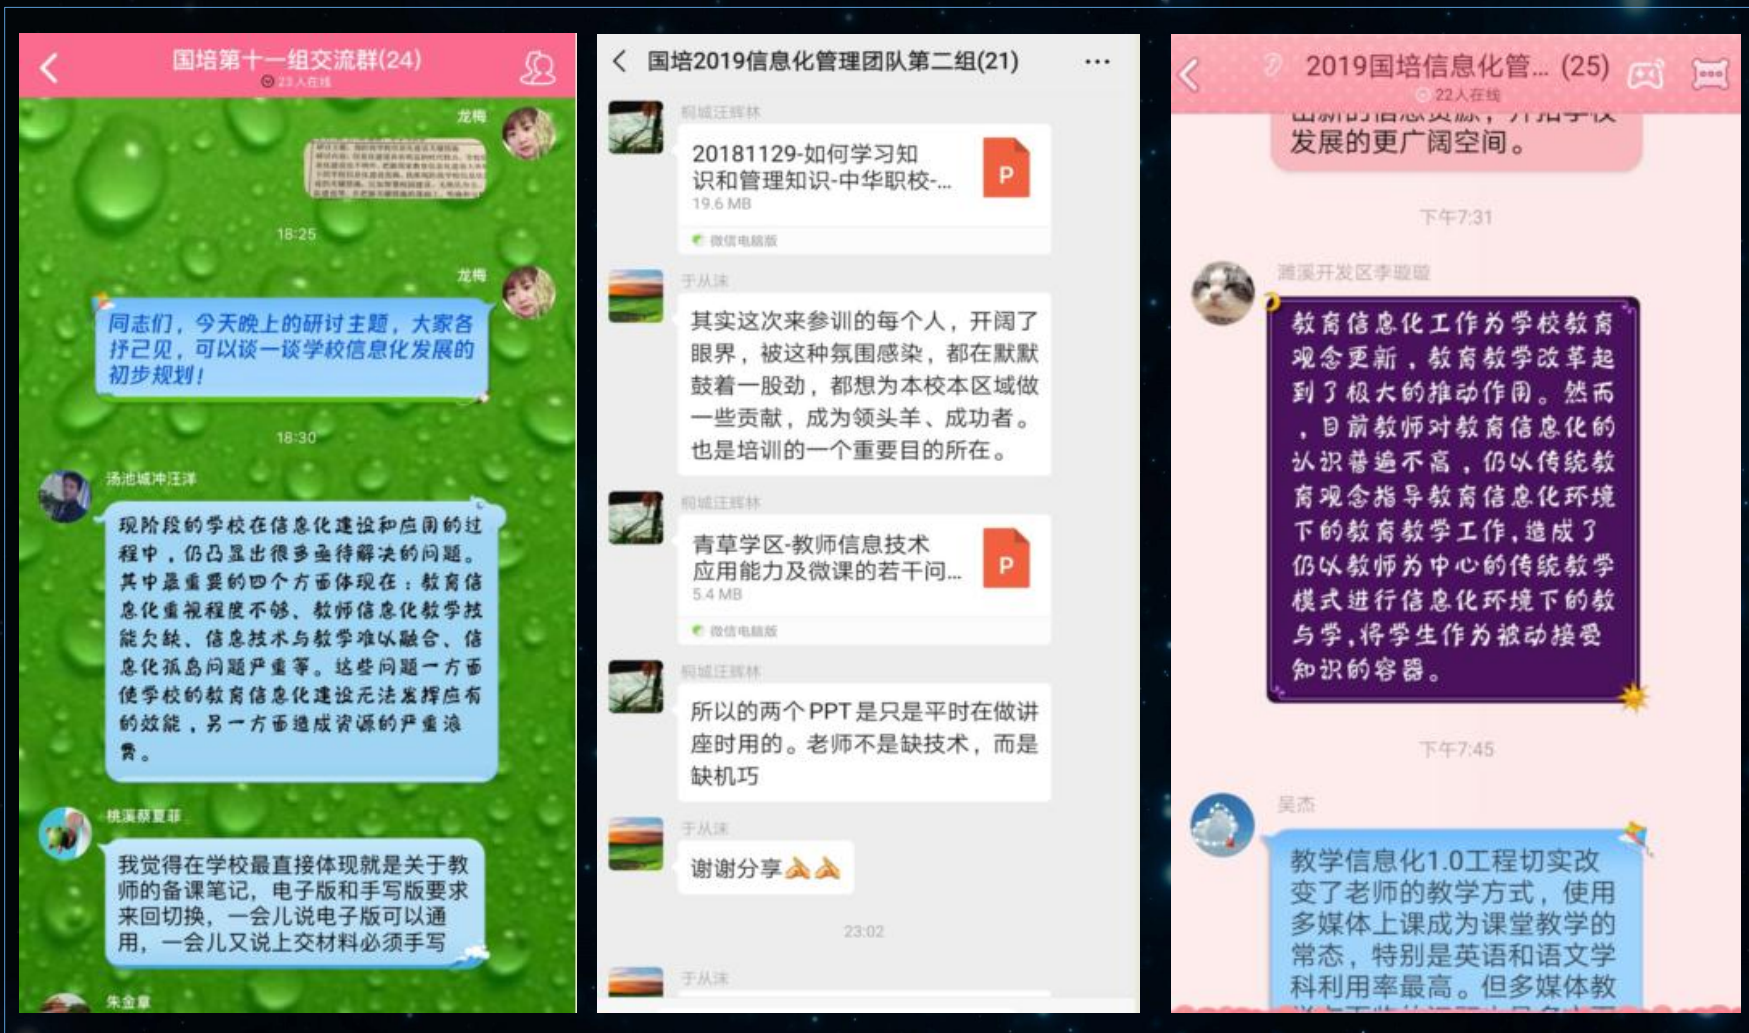 国培第十一组交流群(24)
23人在线
龙梅
18:25
龙梅
同志们，今天晚上的研讨主题，大家各
抒己见，可以谈一谈学校信息化发展的
初步规划！
18:30
汤池城冲汪洋
现阶段的学校在信息化建设和应用的过
程中，仍凸显出很多亟待解决的问题。
其中最重要的四个方面体现在：教育信
息化重视程度不够、教师信息化教学技
能欠缺、信息技术与教学难以融合、信
息化孤岛问题严重等。这些问题一方面
使学校的教育信息化建设无法发挥应有
的效能，另一方面造成资源的严重浪
费。
桃溪蔡夏菲
我觉得在学校最直接体现就是关于教
师的备课笔记，电子版和手写版要求
来回切换，一会儿说电子版可以通
用，一会儿又说上交材料必须手写
朱金章
国培2019信息化管理团队第二组(21)
桐城汪辉林
20181129-如何学习知
识和管理知识-中华职校-...
P
19.6 MB
微信电脑版
于从沫
其实这次来参训的每个人，开阔了
眼界，被这种氛围感染，都在默默
鼓着一股劲，都想为本校本区域做
一些贡献，成为领头羊、成功者。
也是培训的一个重要目的所在。
桐城汪辉林
青草学区-教师信息技术
应用能力及微课的若干问...
P
5.4 MB
微信电脑版
桐城汪辉林
所以的两个PPT是只是平时在做讲
座时用的。老师不是缺技术，而是
缺机巧
于从沫
谢谢分享
23:02
于从沫
2019国培信息化管... (25)
22人在线
出新的信息资源，开拓学校
发展的更广阔空间。
下午7:31
濉溪开发区李璇璇
教育信息化工作为学校教育
观念更新，教育教学改革起
到了极大的推动作用。然而
，目前教师对教育信息化的
认识普遍不高，仍以传统教
育观念指导教育信息化环境
下的教育教学工作,造成了
仍以教师为中心的传统教学
模式进行信息化环境下的教
与学,将学生作为被动接受
知识的容器。
下午7:45
吴杰
教学信息化1.0工程切实改
变了老师的教学方式，使用
多媒体上课成为课堂教学的
常态，特别是英语和语文学
科利用率最高。但多媒体教